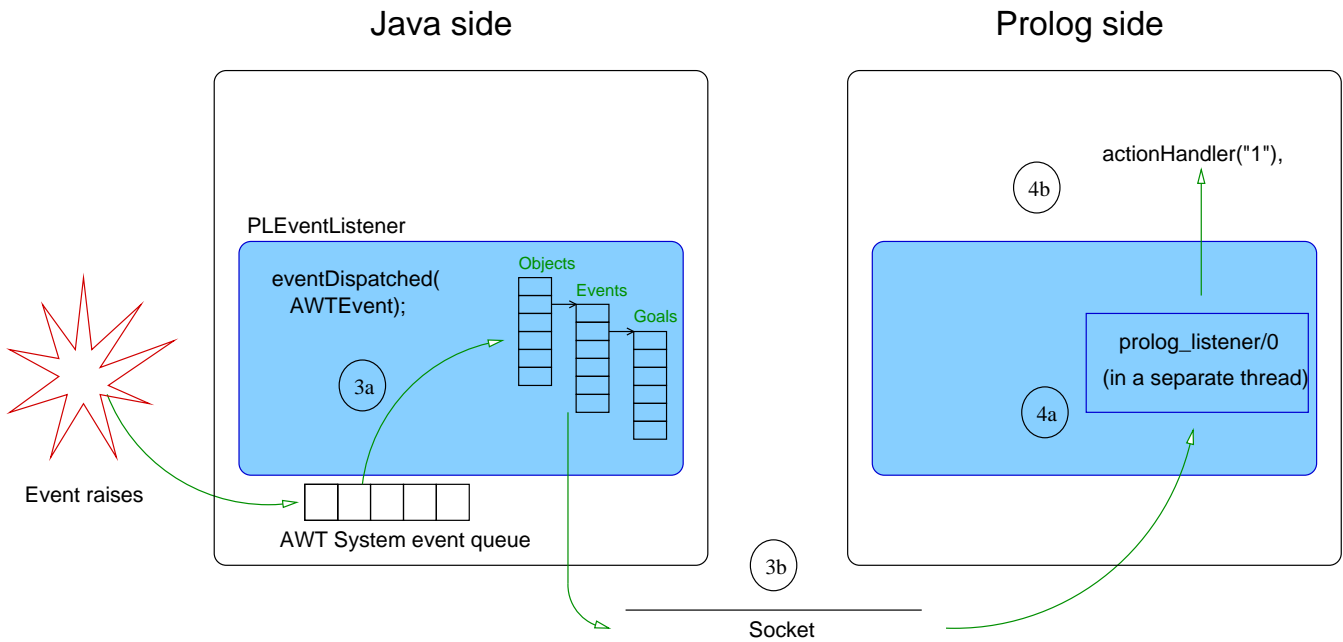 Java side
Prolog side
actionHandler("1"),
4b
PLEventListener
eventDispatched(
AWTEvent);
Objects
Events
Goals
3a
prolog_listener/0
(in a separate thread)
4a
Event raises
AWT System event queue
3b
Socket